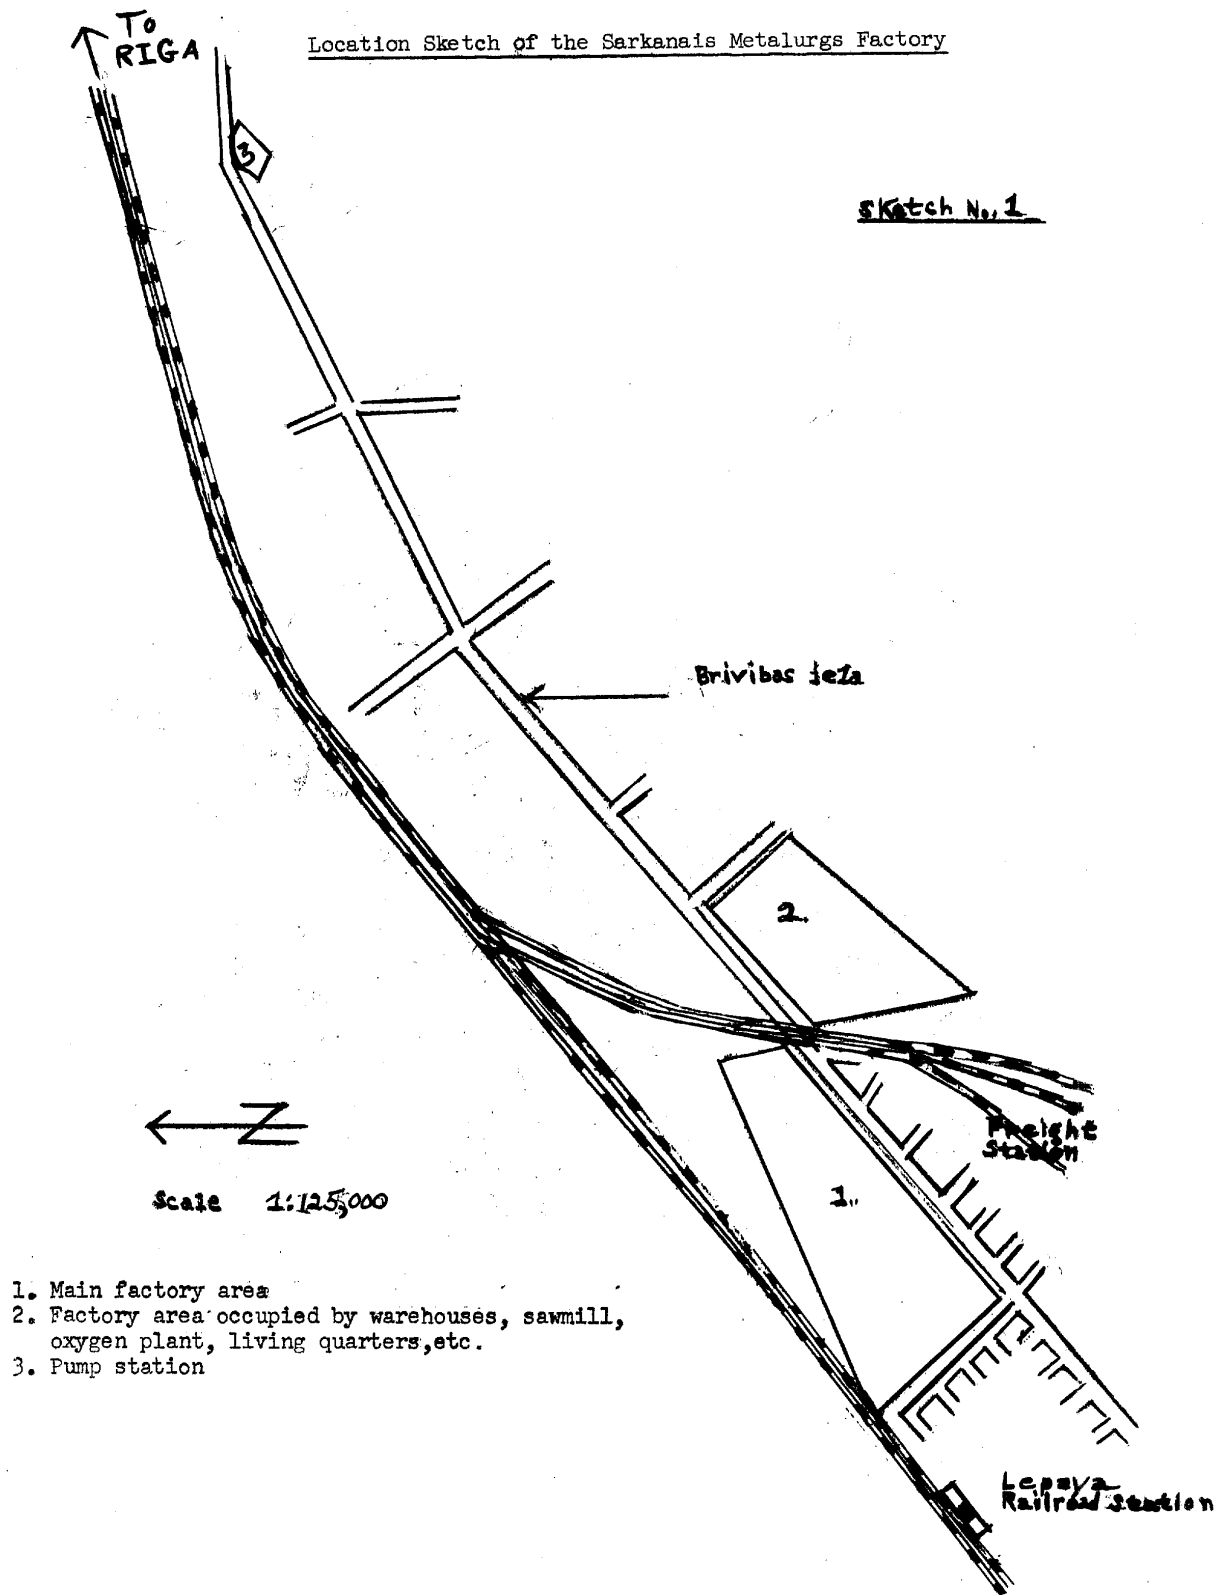 To
RIGA
Location Sketch of the Sarkanais Metalurgs Factory
3
Sketch No. 1
Brivibas iela
2.
Freight
Station
N
1.
Scale 1:125,000
1. Main factory area
2. Factory area occupied by warehouses, sawmill,
oxygen plant, living quarters,etc.
3. Pump station
Lepaya
Railroad Station